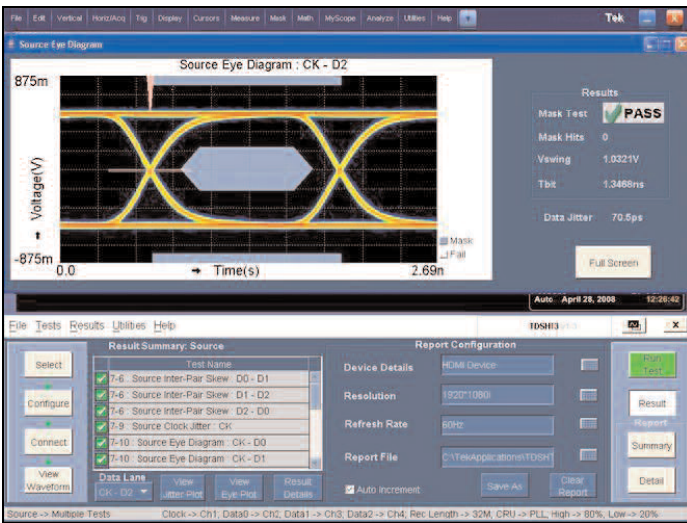 File Edit Vertical Horiz/Acq Trig Display Cursors Measure Mask Math MyScope Analyze Utilities Help Tek
Source Eye Diagram
Source Eye Diagram : CK - D2
875m
Voltage(V)
-875m
0.0
Time(s)
2.69n
Mask
Fail
Results
Mask Test PASS
Mask Hits 0
Vswing 1.0321V
Tbit 1.3468ns
Data Jitter 70.5ps
Full Screen
Auto April 28, 2008 12:26:42
File Tests Results Utilities Help TDSHT3 X
Select
Configure
Connect
View Waveform
Result Summary: Source
Test Name
7-6 : Source Inter-Pair Skew : D0 - D1
7-6 : Source Inter-Pair Skew : D1 - D2
7-6 : Source Inter-Pair Skew : D2 - D0
7-9 : Source Clock Jitter : CK
7-10 : Source Eye Diagram : CK - D0
7-10 : Source Eye Diagram : CK - D1
Data Lane
CK - D2
View Jitter Plot
View Eye Plot
Result Details
Report Configuration
Device Details HDMI Device
Resolution 1920*1080i
Refresh Rate 60Hz
Report File C:\TekApplications\TDSHT
Auto Increment
Save As
Clear Report
Run Test
Result
Report
Summary
Detail
Source -> Multiple Tests Clock -> Ch1, Data0 -> Ch2, Data1 -> Ch3, Data2 -> Ch4, Rec Length -> 32M, CRU -> PLL, High -> 80%, Low -> 20%